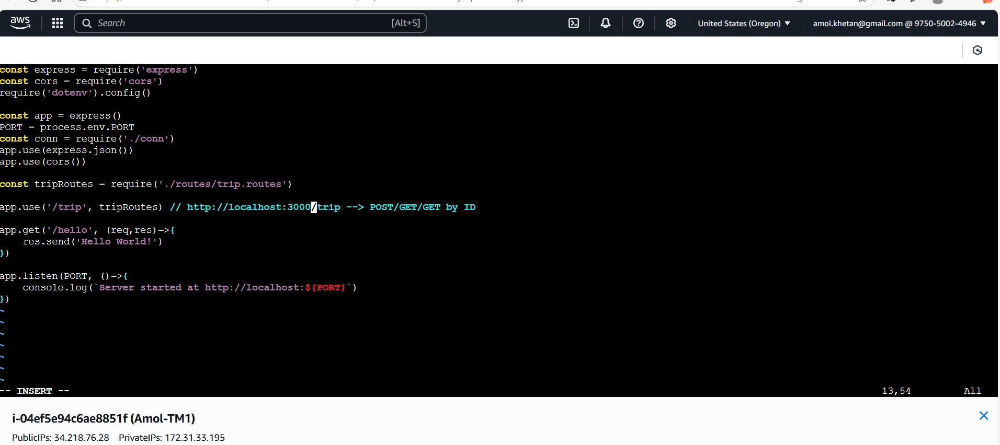 aws
Search
[Alt+S]
United States (Oregon)
amol.khetan@gmail.com @ 9750-5002-4946
const express = require('express')
const cors = require('cors')
require('dotenv').config()
const app = express()
PORT = process.env.PORT
const conn = require('./conn')
app.use(express.json())
app.use(cors())
const tripRoutes = require('./routes/trip.routes')
app.use('/trip', tripRoutes) // http://localhost:3000/trip --> POST/GET/GET by ID
app.get('/hello', (req,res)=>{
    res.send('Hello World!')
})
app.listen(PORT, ()=>{
    console.log(`Server started at http://localhost:${PORT}`)
})
~
~
~
~
~
~
~
-- INSERT --
13,54
All
i-04ef5e94c6ae8851f (Amol-TM1)
PublicIPs: 34.218.76.28 PrivateIPs: 172.31.33.195